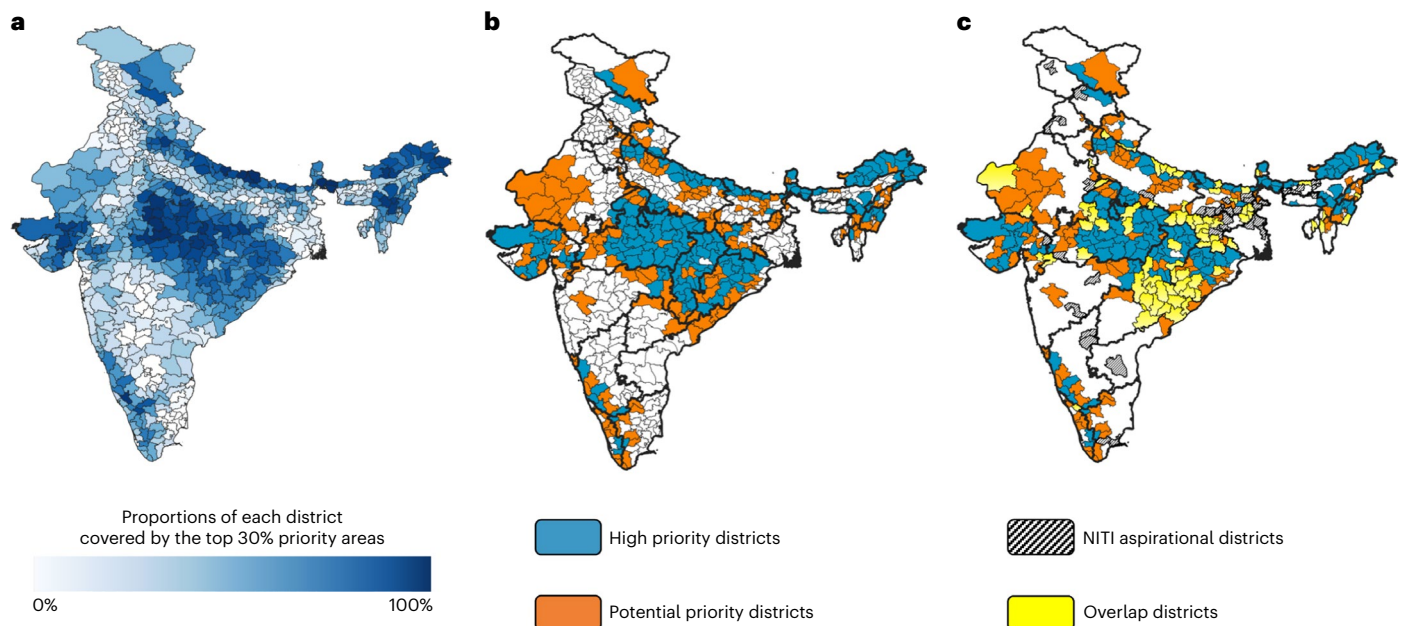 a
b
c
Proportions of each district
covered by the top 30% priority areas
0%
100%
High priority districts
Potential priority districts
NITI aspirational districts
Overlap districts